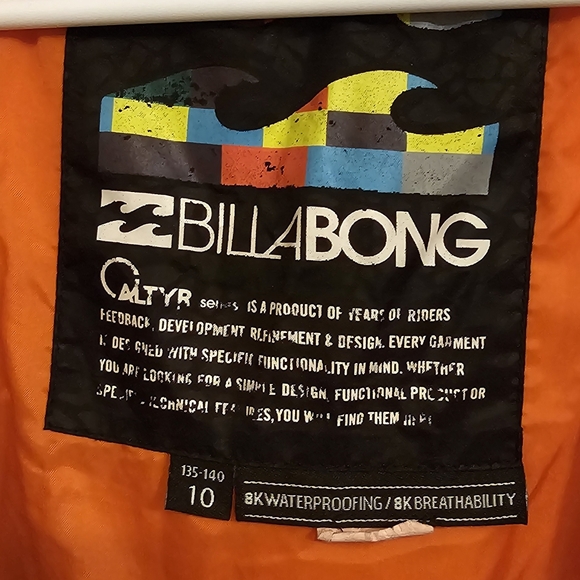 BILLABONG
ALTYR series IS A PRODUCT OF YEARS OF RIDERS
FEEDBACK, DEVELOPMENT REFINEMENT & DESIGN. EVERY GARMENT
IS DESIGNED WITH SPECIFIC FUNCTIONALITY IN MIND. WHETHER
YOU ARE LOOKING FOR A SIMPLE DESIGN, FUNCTIONAL PRODUCT OR
SPECIFIC TECHNICAL FEATURES, YOU WILL FIND THEM HERE
135-140
10
8K WATERPROOFING / 8K BREATHABILITY